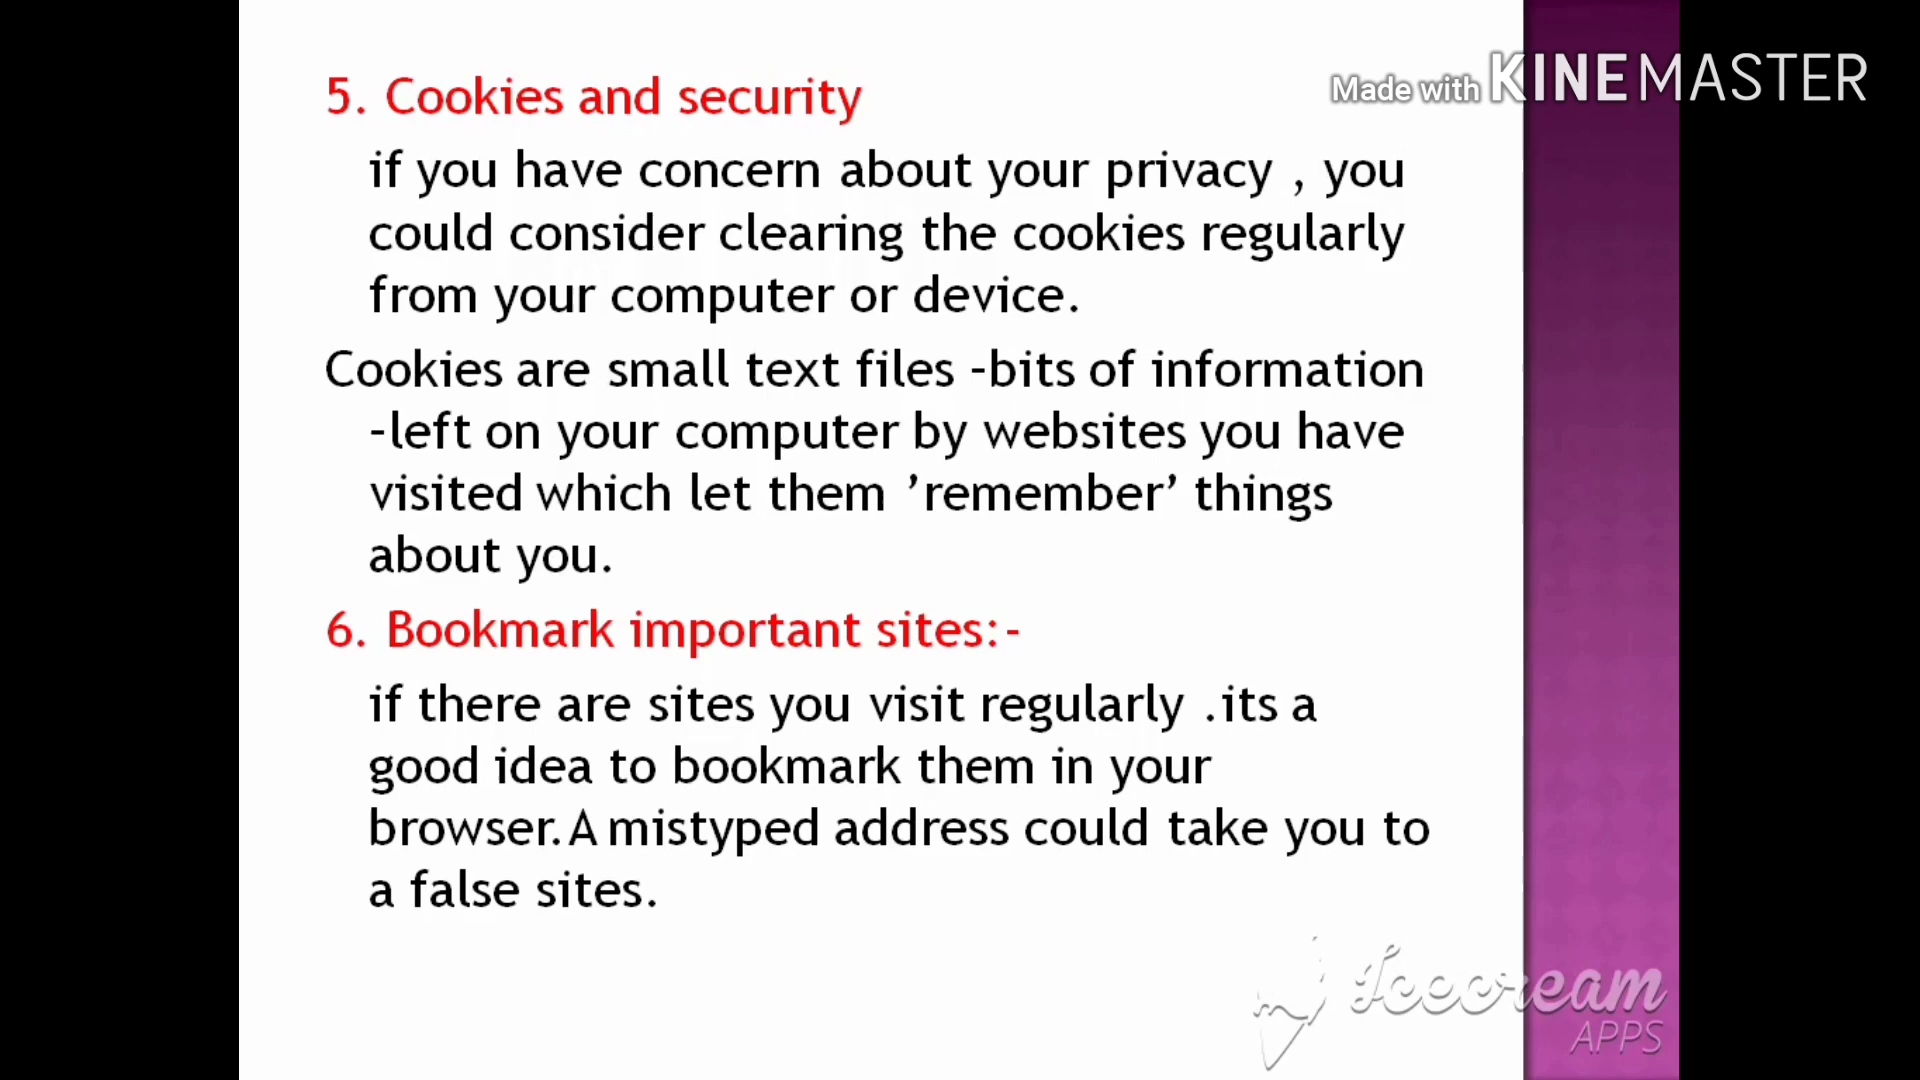 Made with KINEMASTER
5. Cookies and security
if you have concern about your privacy , you
could consider clearing the cookies regularly
from your computer or device.
Cookies are small text files -bits of information
-left on your computer by websites you have
visited which let them ’remember’ things
about you.
6. Bookmark important sites:-
if there are sites you visit regularly .its a
good idea to bookmark them in your
browser.A mistyped address could take you to
a false sites.
Icecream
APPS